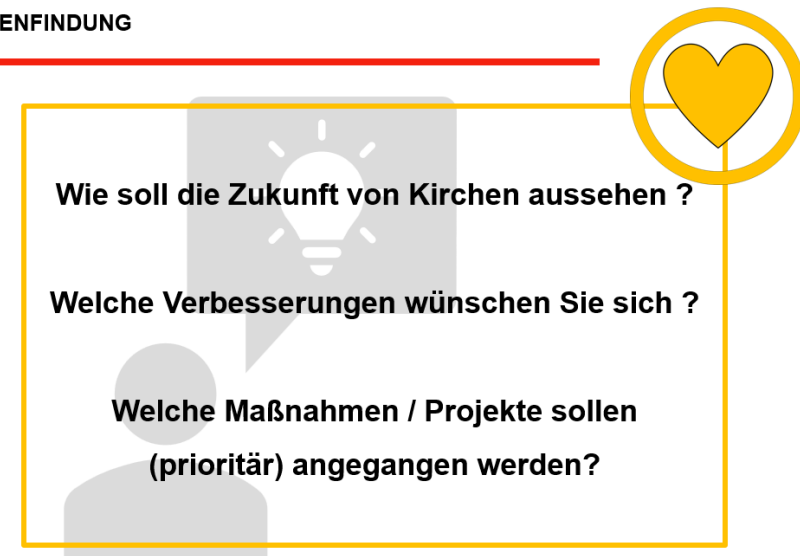 ENFINDUNG
Wie soll die Zukunft von Kirchen aussehen ?
Welche Verbesserungen wünschen Sie sich ?
Welche Maßnahmen / Projekte sollen
(prioritär) angegangen werden?